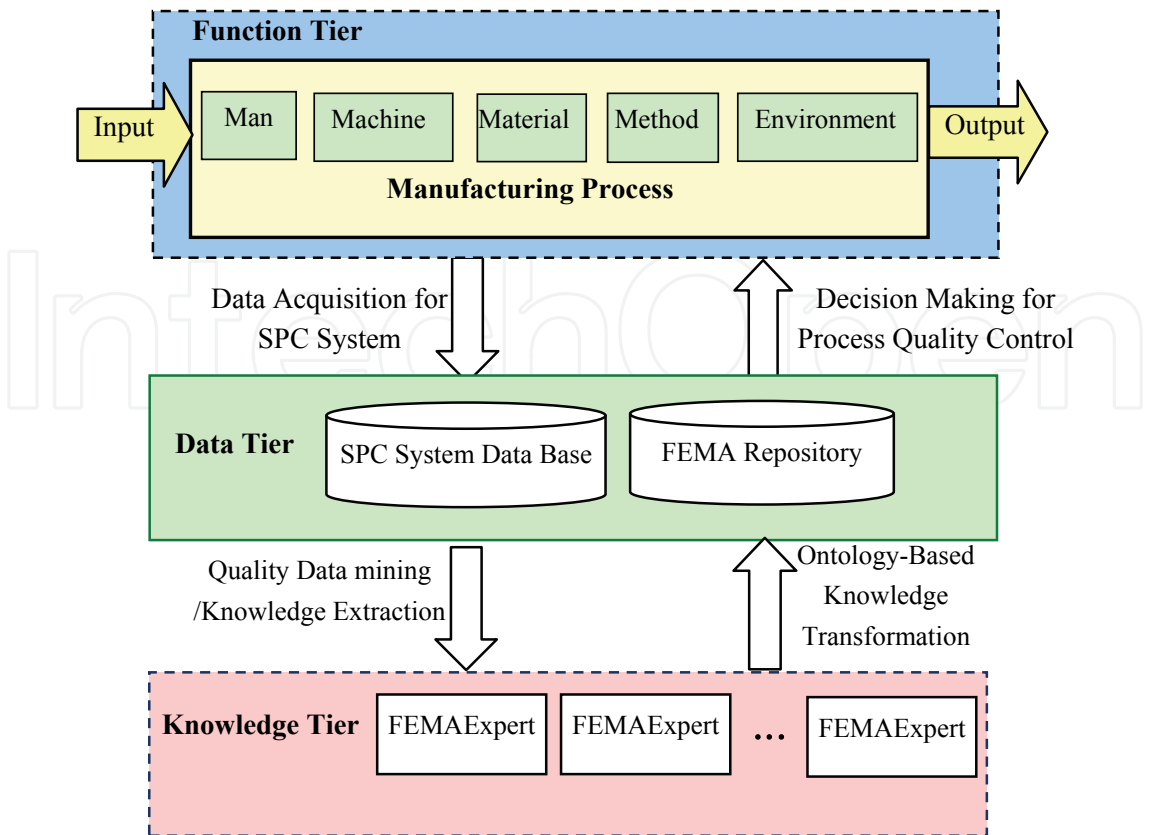 Function Tier
Input
Man
Machine
Material
Method
Environment
Output
Manufacturing Process
Data Acquisition for
SPC System
Decision Making for
Process Quality Control
IntechOpen
Data Tier
SPC System Data Base
FEMA Repository
Quality Data mining
/Knowledge Extraction
Ontology-Based
Knowledge
Transformation
Knowledge Tier
FEMAExpert
FEMAExpert
...
FEMAExpert